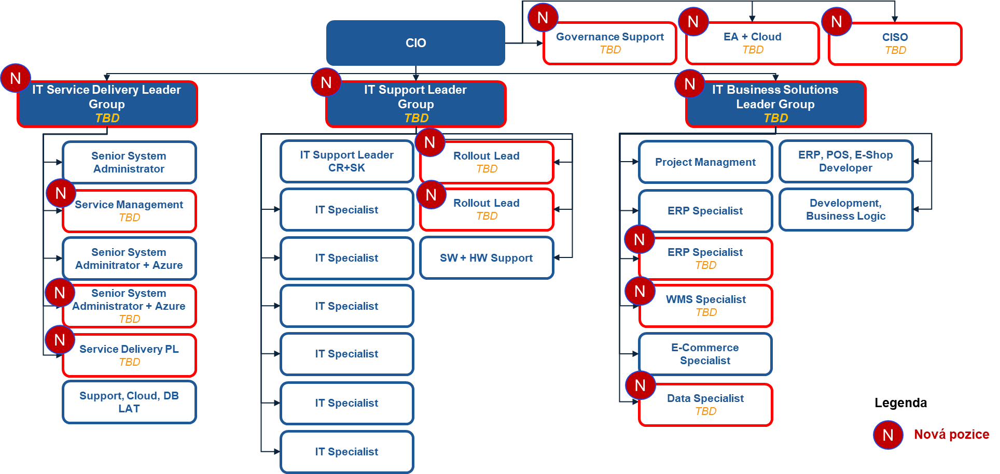 CIO
N
Governance Support
TBD
N
EA + Cloud
TBD
N
CISO
TBD
N
IT Service Delivery Leader
Group
TBD
N
IT Support Leader
Group
TBD
N
IT Business Solutions
Leader Group
TBD
Senior System
Administrator
N
Service Management
TBD
Senior System
Adminitrator + Azure
N
Senior System
Administrator + Azure
TBD
N
Service Delivery PL
TBD
Support, Cloud, DB
LAT
IT Support Leader
CR+SK
IT Specialist
IT Specialist
IT Specialist
IT Specialist
IT Specialist
IT Specialist
N
Rollout Lead
TBD
N
Rollout Lead
TBD
SW + HW Support
Project Managment
ERP Specialist
N
ERP Specialist
TBD
N
WMS Specialist
TBD
E-Commerce
Specialist
N
Data Specialist
TBD
ERP, POS, E-Shop
Developer
Development,
Business Logic
Legenda
N
Nová pozice